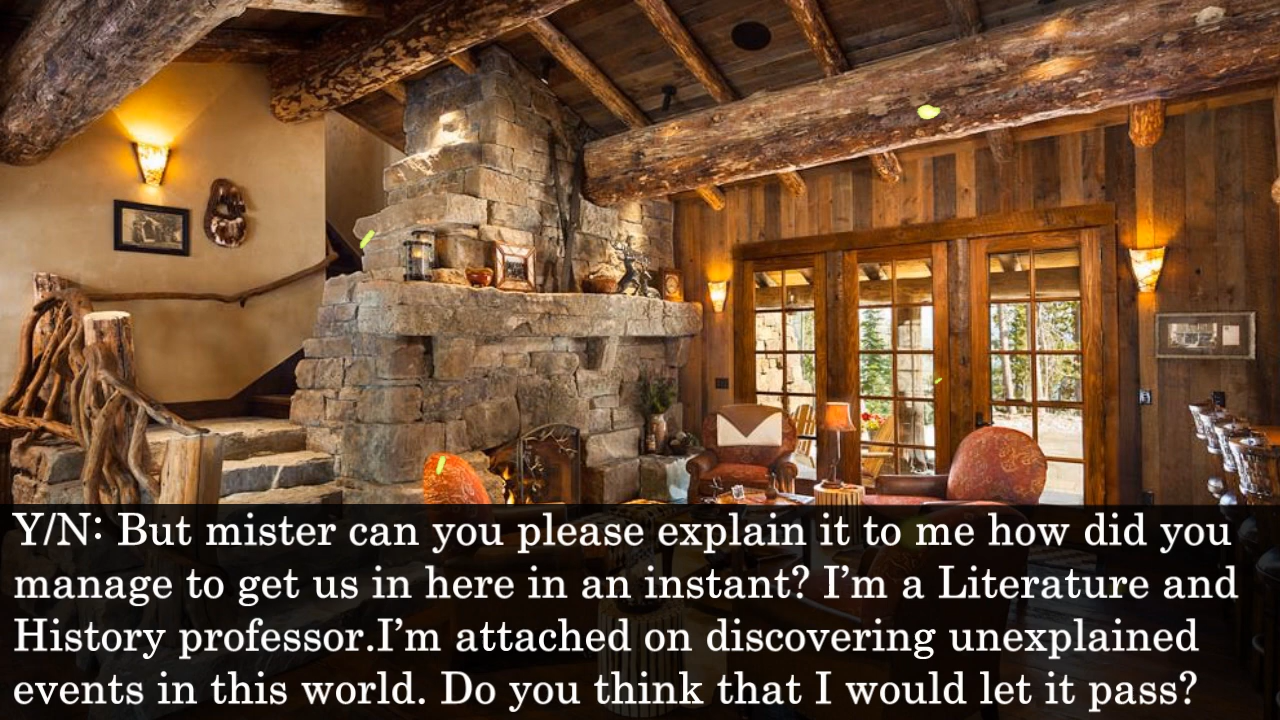 Y/N: But mister can you please explain it to me how did you
manage to get us in here in an instant? I’m a Literature and
History professor.I’m attached on discovering unexplained
events in this world. Do you think that I would let it pass?